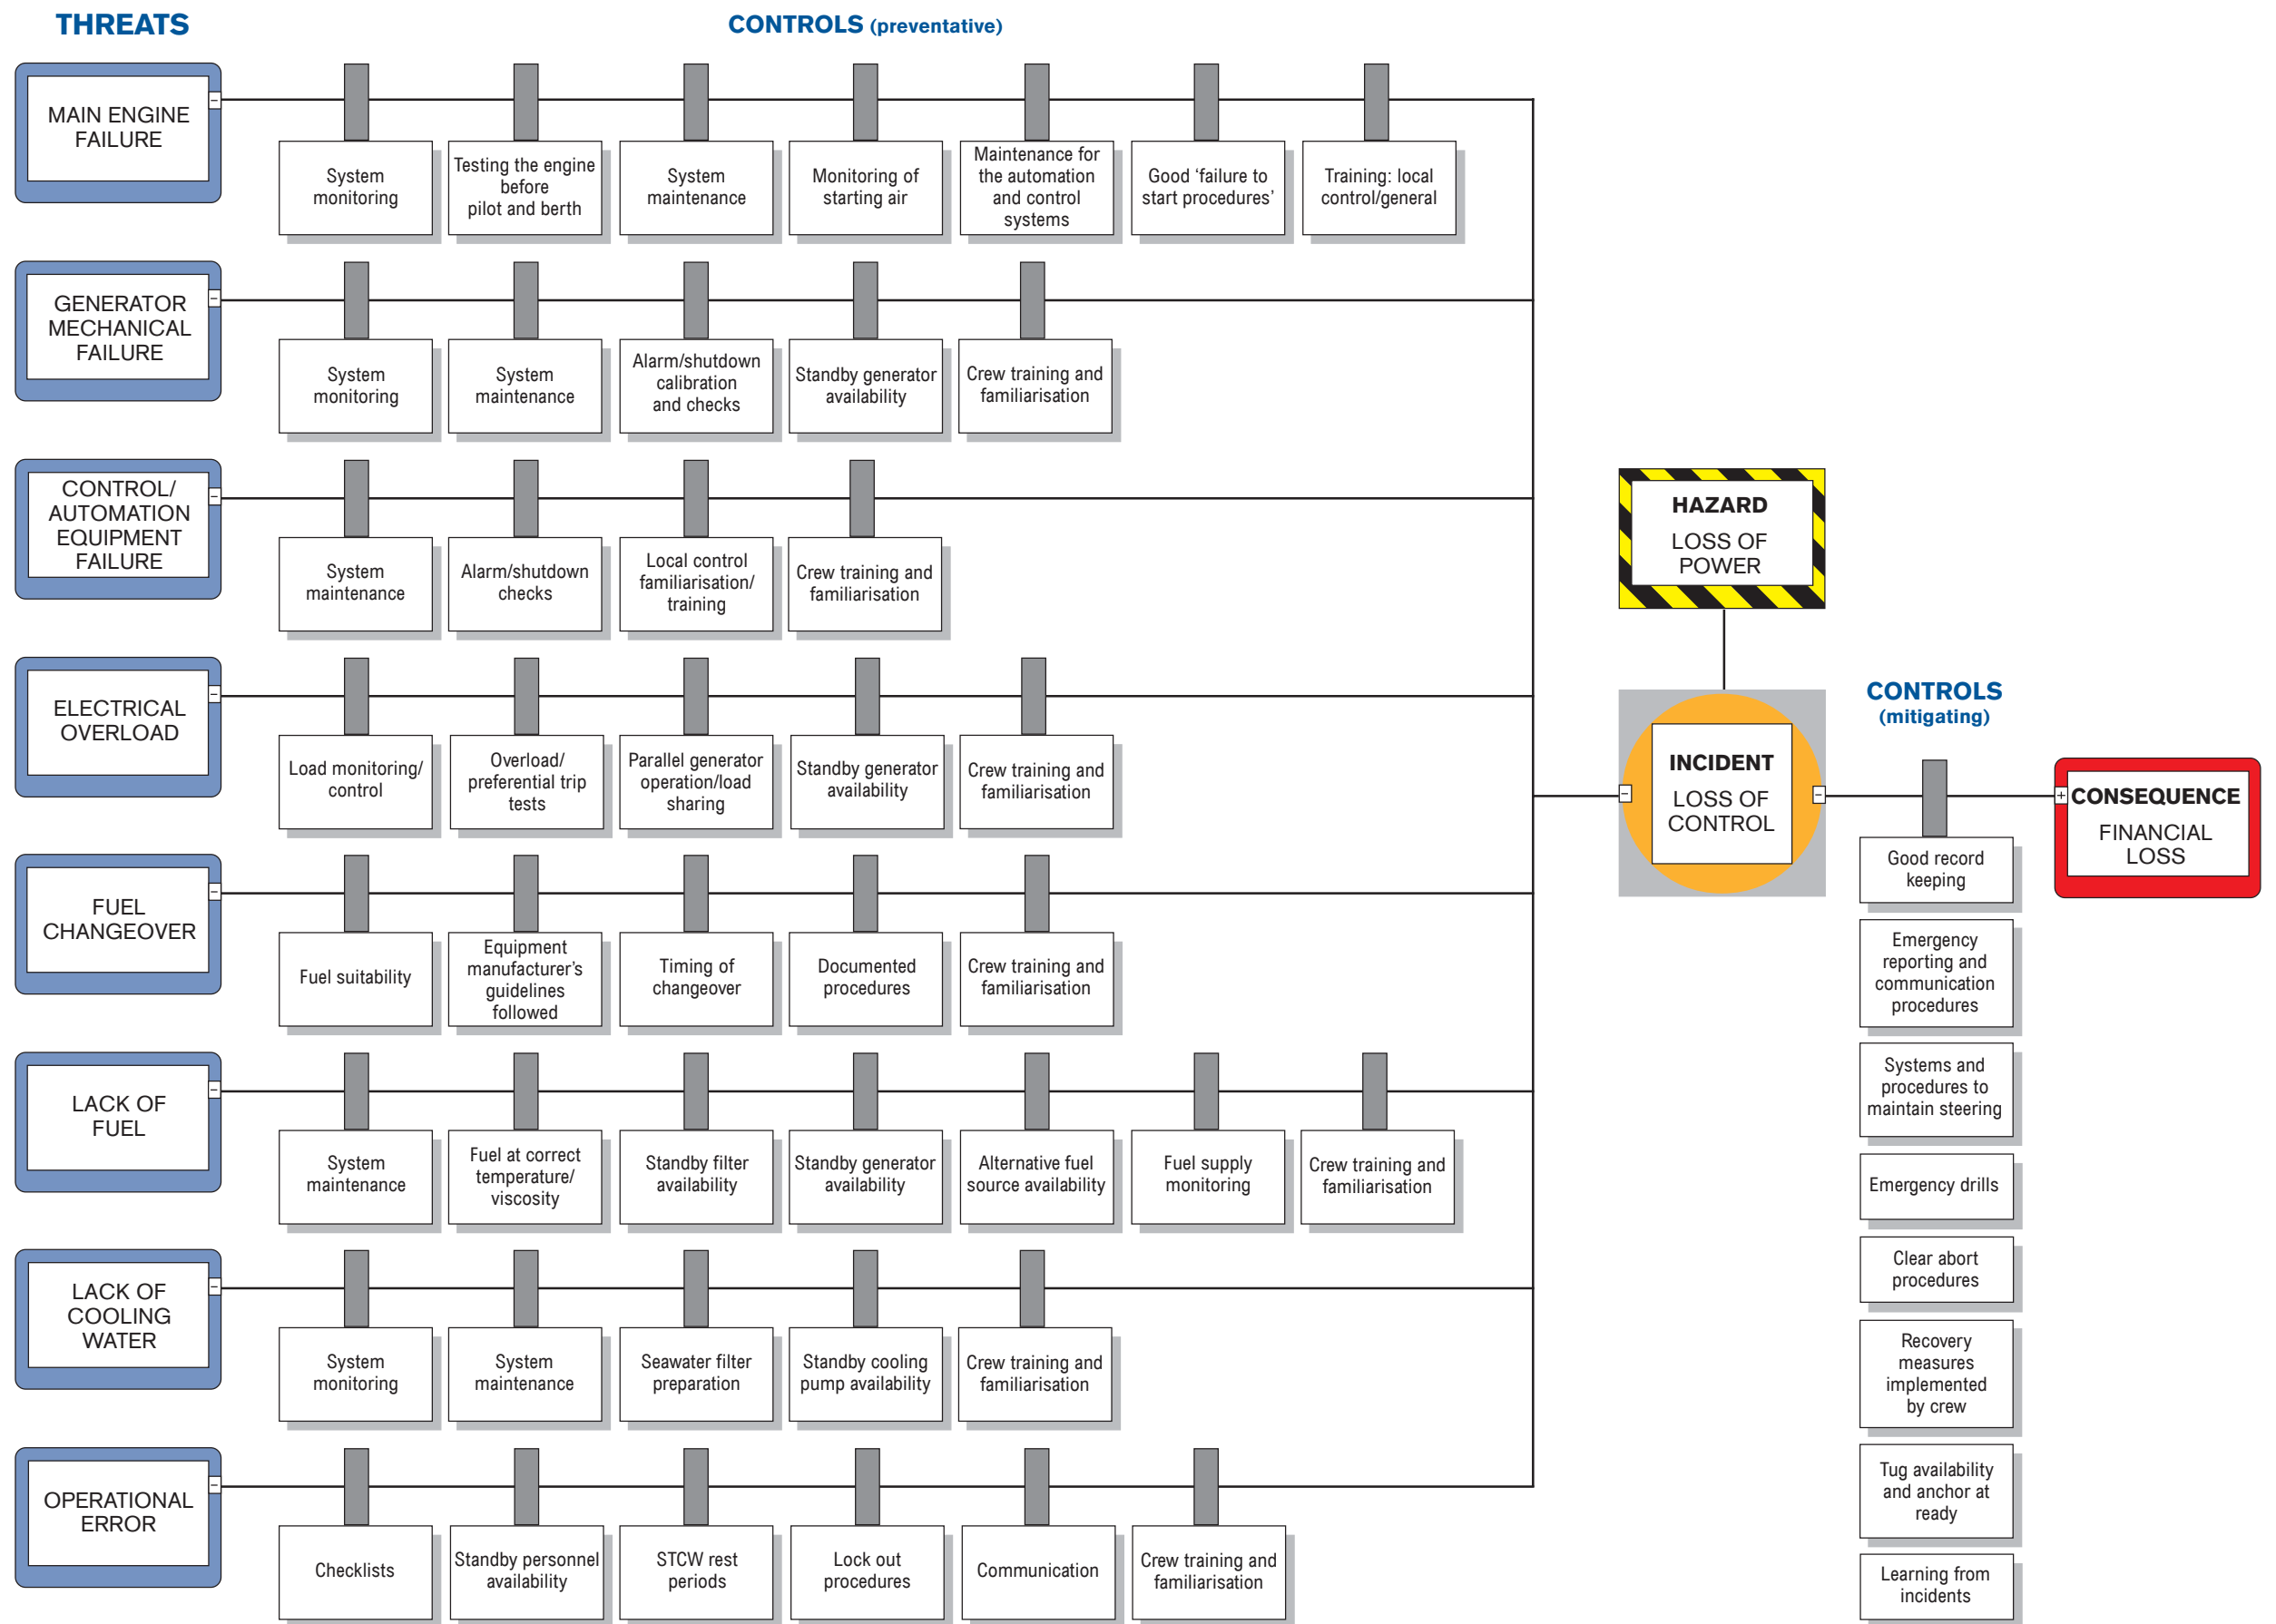 THREATS
CONTROLS (preventative)
MAIN ENGINE
FAILURE
System
monitoring
Testing the engine
before
pilot and berth
System
maintenance
Monitoring of
starting air
Maintenance for
the automation
and control
systems
Good ‘failure to
start procedures’
Training: local
control/general
GENERATOR
MECHANICAL
FAILURE
System
monitoring
System
maintenance
Alarm/shutdown
calibration
and checks
Standby generator
availability
Crew training and
familiarisation
CONTROL/
AUTOMATION
EQUIPMENT
FAILURE
System
maintenance
Alarm/shutdown
checks
Local control
familiarisation/
training
Crew training and
familiarisation
ELECTRICAL
OVERLOAD
Load monitoring/
control
Overload/
preferential trip
tests
Parallel generator
operation/load
sharing
Standby generator
availability
Crew training and
familiarisation
FUEL
CHANGEOVER
Fuel suitability
Equipment
manufacturer’s
guidelines
followed
Timing of
changeover
Documented
procedures
Crew training and
familiarisation
LACK OF
FUEL
System
maintenance
Fuel at correct
temperature/
viscosity
Standby filter
availability
Standby generator
availability
Alternative fuel
source availability
Fuel supply
monitoring
Crew training and
familiarisation
LACK OF
COOLING
WATER
System
monitoring
System
maintenance
Seawater filter
preparation
Standby cooling
pump availability
Crew training and
familiarisation
OPERATIONAL
ERROR
Checklists
Standby personnel
availability
STCW rest
periods
Lock out
procedures
Communication
Crew training and
familiarisation
HAZARD
LOSS OF
POWER
INCIDENT
LOSS OF
CONTROL
CONTROLS
(mitigating)
CONSEQUENCE
FINANCIAL
LOSS
Good record
keeping
Emergency
reporting and
communication
procedures
Systems and
procedures to
maintain steering
Emergency drills
Clear abort
procedures
Recovery
measures
implemented
by crew
Tug availability
and anchor at
ready
Learning from
incidents